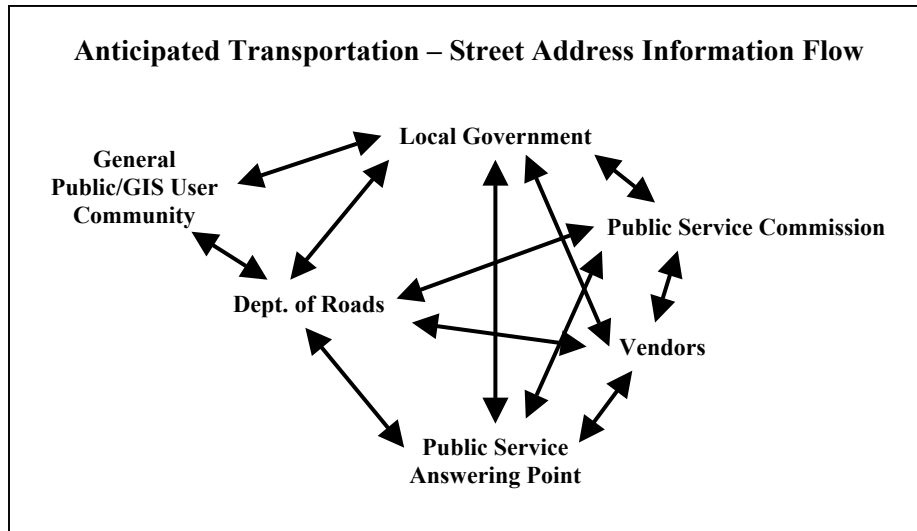 Anticipated Transportation – Street Address Information Flow
Local Government
General
Public/GIS User
Community
Public Service Commission
Dept. of Roads
Vendors
Public Service
Answering Point